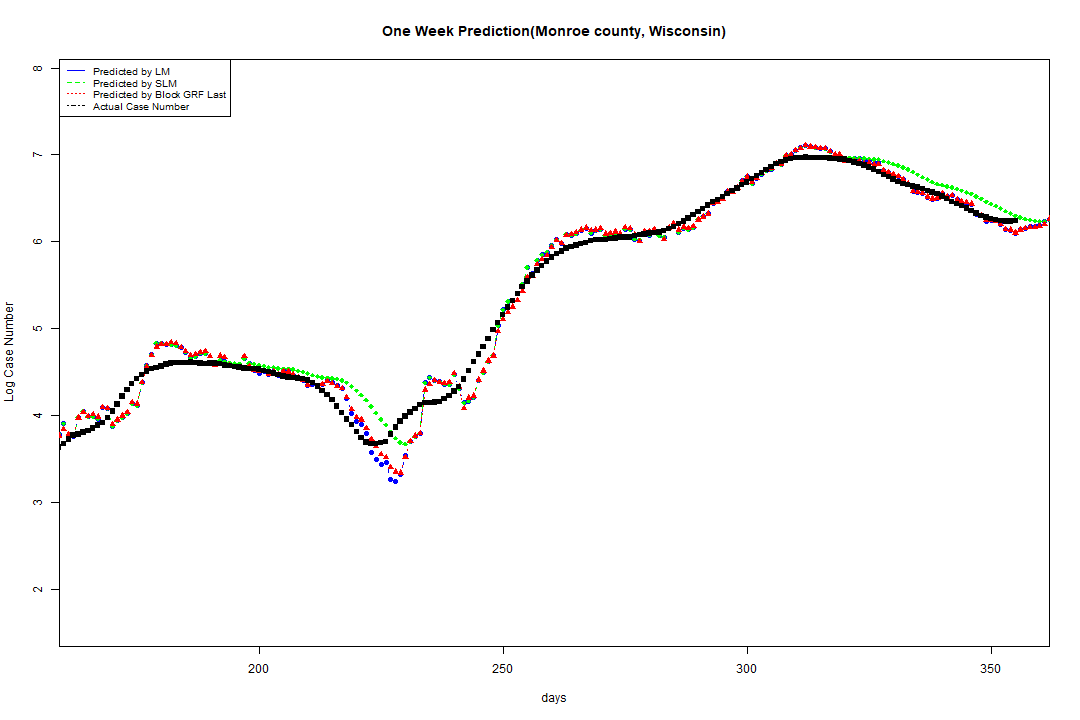 One Week Prediction(Monroe county, Wisconsin)
Predicted by LM
Predicted by SLM
Predicted by Block GRF Last
Actual Case Number
8
7
6
5
4
3
2
Log Case Number
200 250 300 350
days